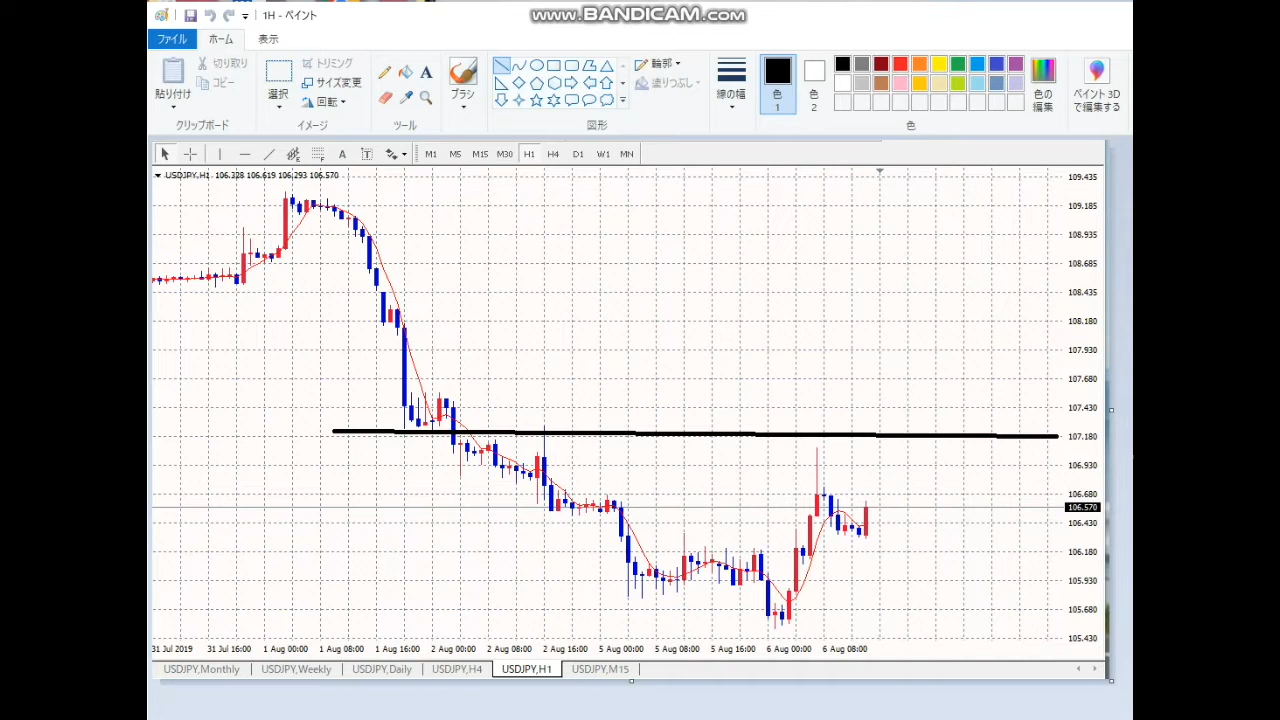 www.BANDICAM.com
1H - ペイント
ファイル ホーム 表示
貼り付け
切り取り
コピー
クリップボード
選択
トリミング
サイズ変更
回転
イメージ
A
ツール
ブラシ
輪郭
塗りつぶし
図形
線の幅
色
1
色
2
色の
編集
ペイント 3D
で編集する
色
A T M1 M5 M15 M30 H1 H4 D1 W1 MN
USDJPY,H1 106.328 106.619 106.293 106.570
109.435
109.185
108.935
108.685
108.435
108.180
107.930
107.680
107.430
107.180
106.930
106.680
106.570
106.430
106.180
105.930
105.680
105.430
31 Jul 2019 31 Jul 16:00 1 Aug 00:00 1 Aug 08:00 1 Aug 16:00 2 Aug 00:00 2 Aug 08:00 2 Aug 16:00 5 Aug 00:00 5 Aug 08:00 5 Aug 16:00 6 Aug 00:00 6 Aug 08:00
USDJPY,Monthly USDJPY,Weekly USDJPY,Daily USDJPY,H4 USDJPY,H1 USDJPY,M15